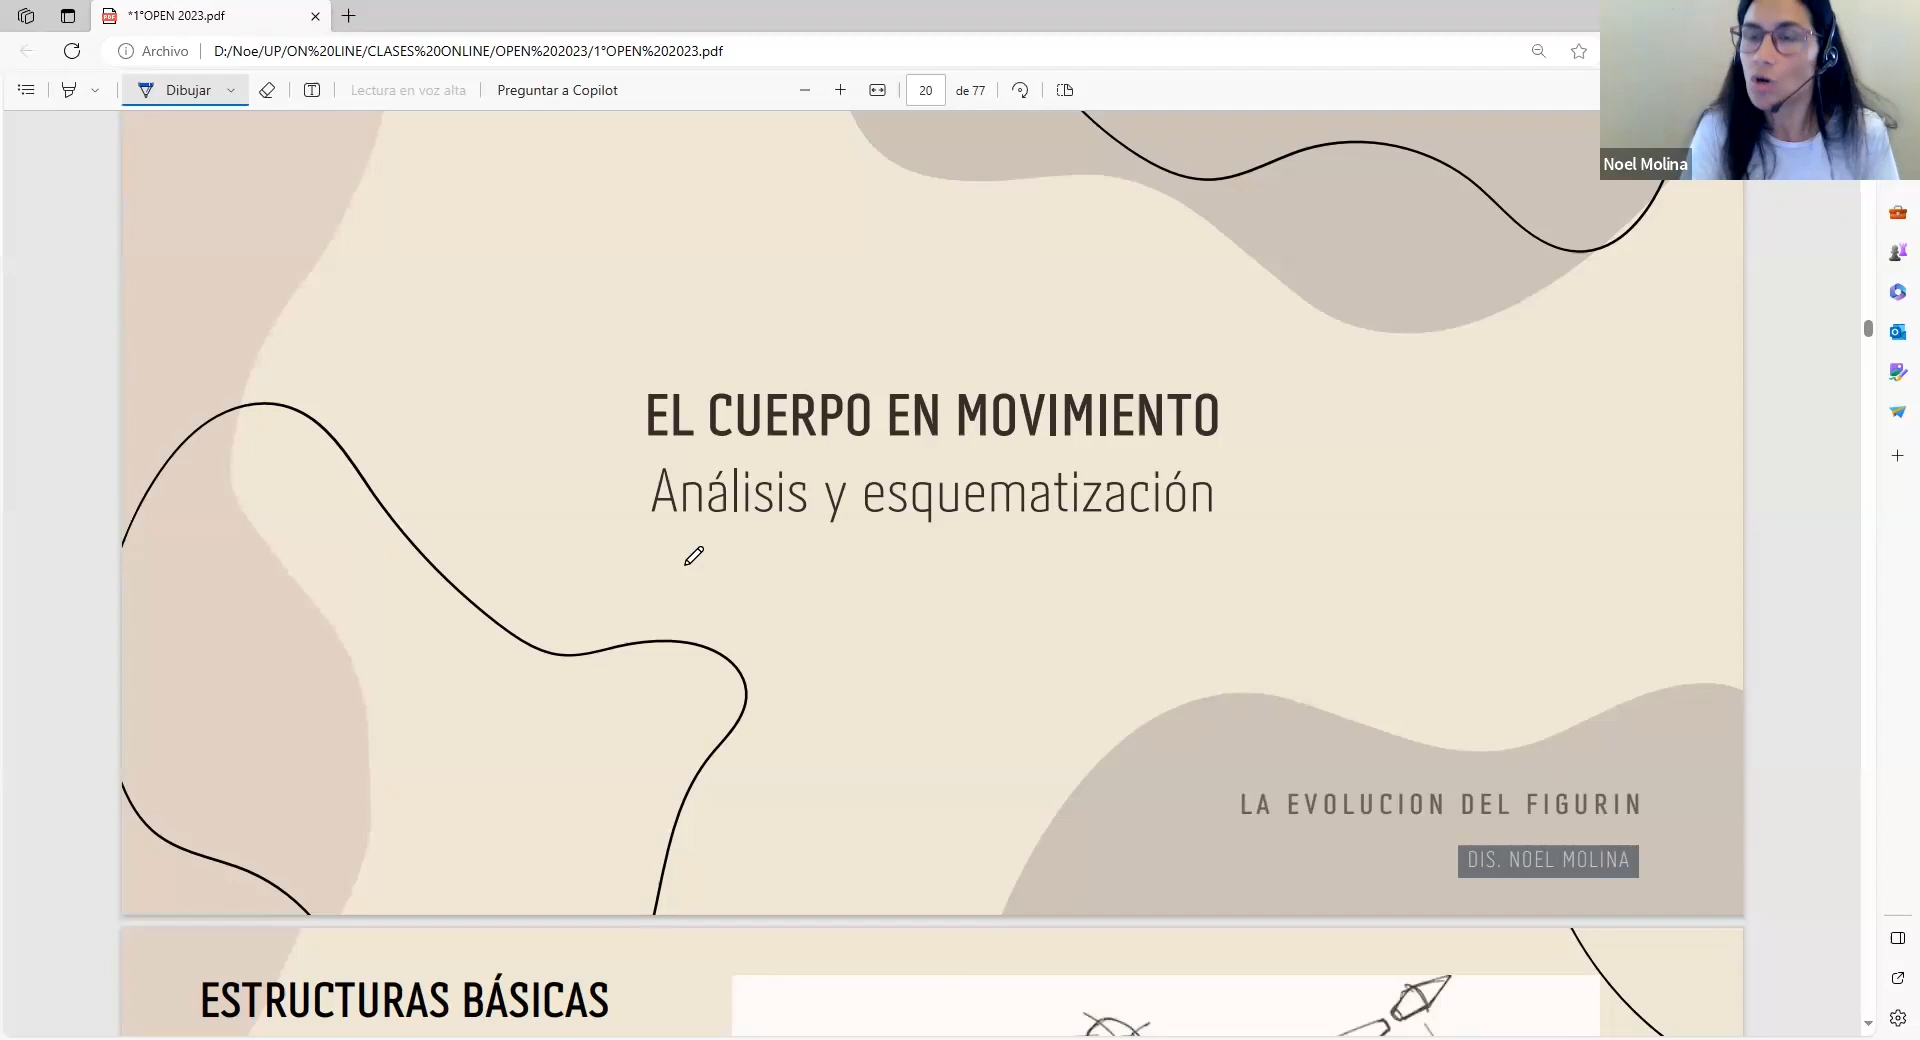 *1°OPEN 2023.pdf
Archivo
D:/Noe/UP/ON%20LINE/CLASES%20ONLINE/OPEN%202023/1°OPEN%202023.pdf
Dibujar
Lectura en voz alta
Preguntar a Copilot
20
de 77
Noel Molina
EL CUERPO EN MOVIMIENTO
Análisis y esquematización
LA EVOLUCION DEL FIGURIN
DIS. NOEL MOLINA
ESTRUCTURAS BÁSICAS